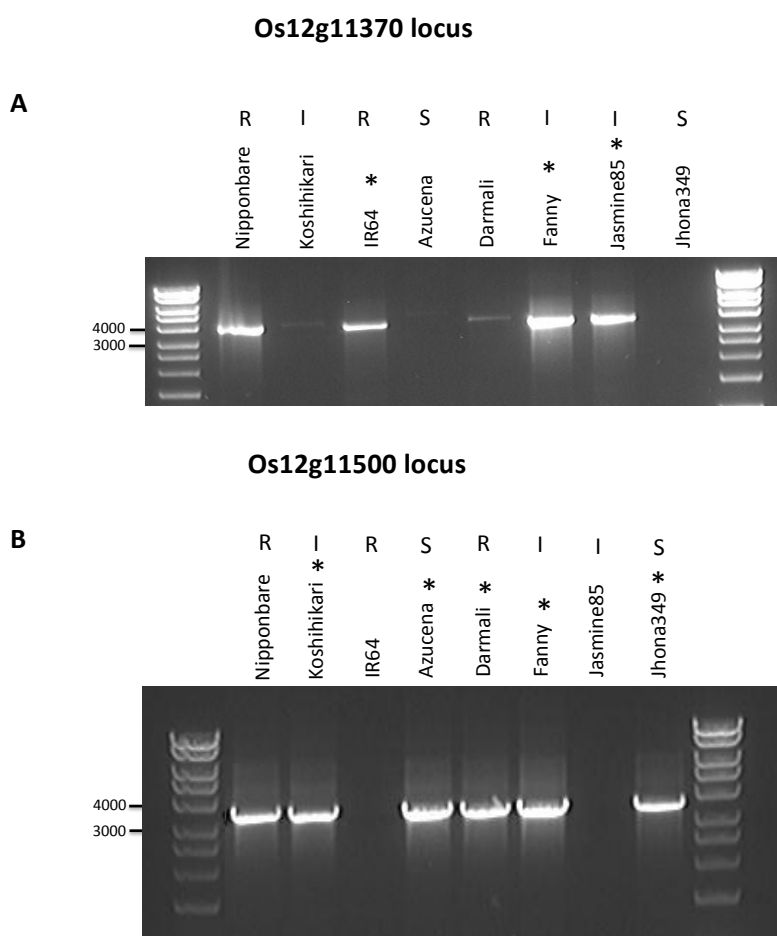 Os12g11370 locus
A
R I R S R I I S
Nipponbare Koshihikari IR64 * Azucena Darmali Fanny * Jasmine85 * Jhona349
4000
3000
Os12g11500 locus
B
R I R S R I I S
Nipponbare Koshihikari * IR64 Azucena * Darmali * Fanny * Jasmine85 Jhona349 *
4000
3000